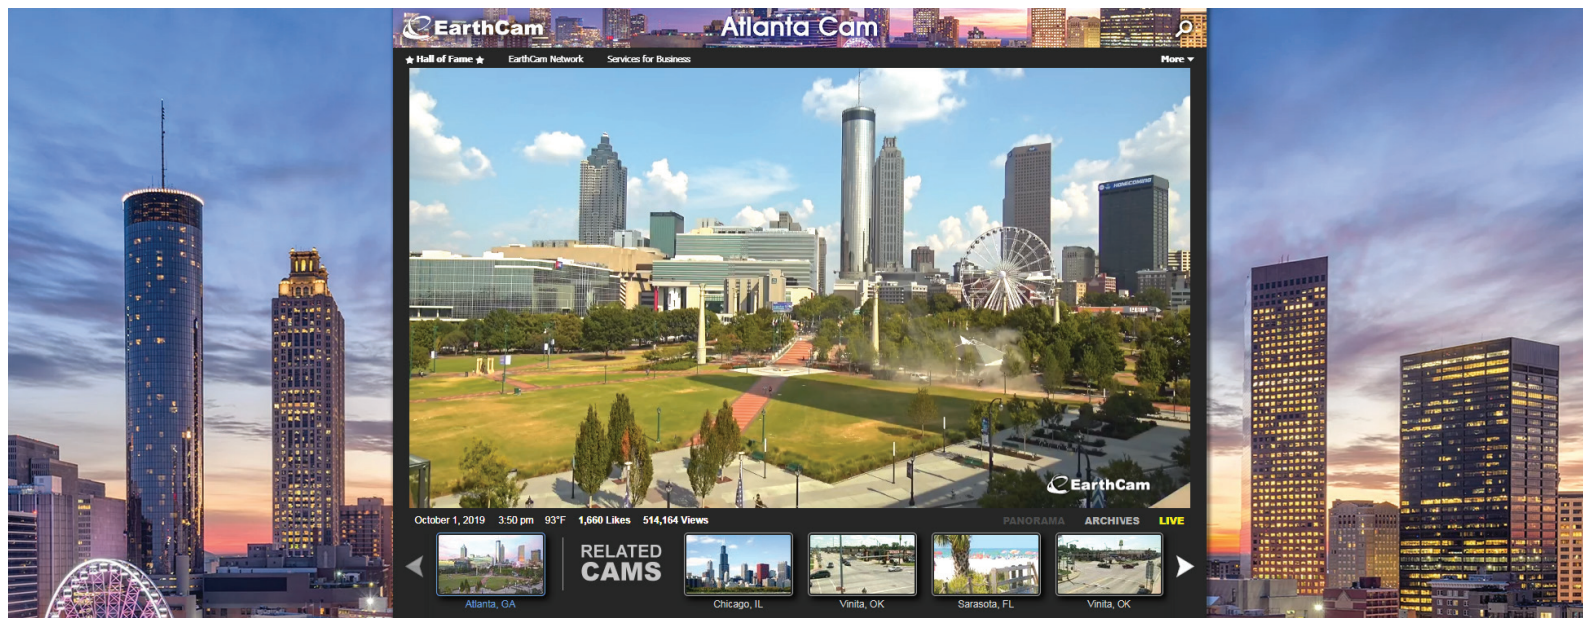 EarthCam
Atlanta Cam
Hall of Fame
EarthCam Network
Services for Business
More
HOMECOMING
EarthCam
October 1, 2019
3:50 pm
93°F
1,660 Likes
514,164 Views
PANORAMA
ARCHIVES
LIVE
RELATED
CAMS
Atlanta, GA
Chicago, IL
Vinita, OK
Sarasota, FL
Vinita, OK